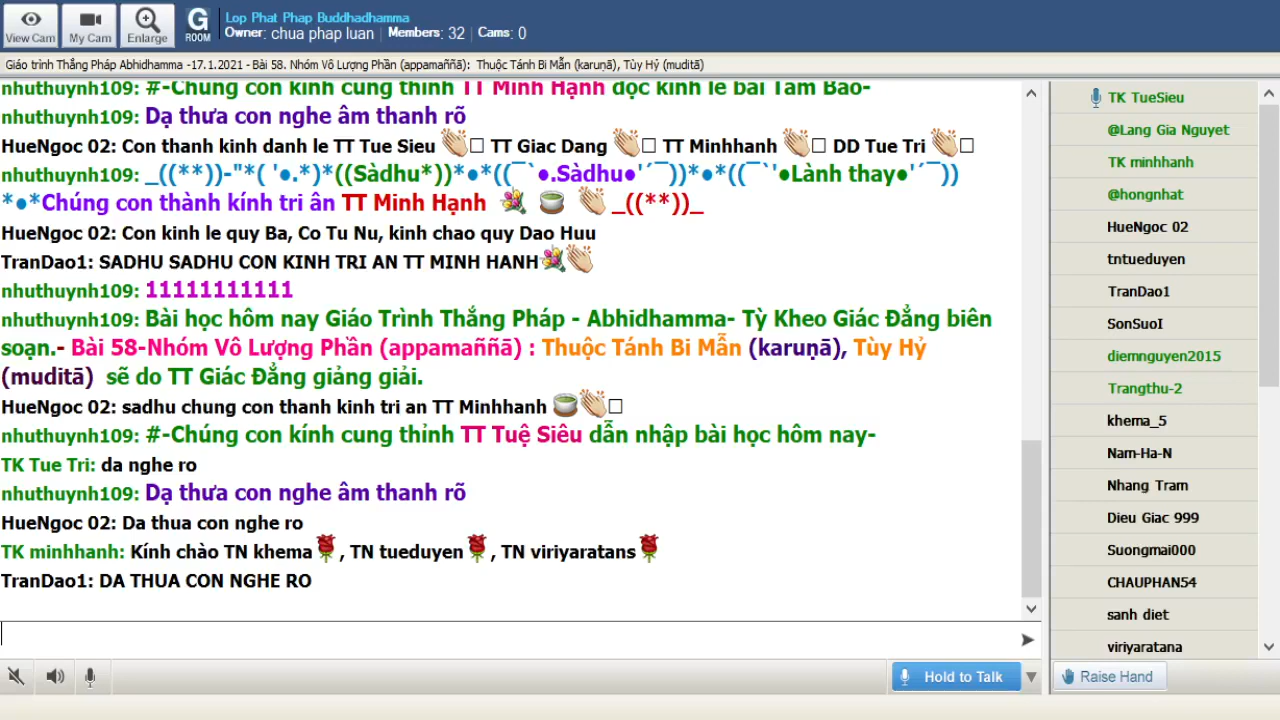 View Cam
My Cam
Enlarge
G
ROOM
Lop Phat Phap Buddhadhamma
Owner: chua phap luan | Members: 32 | Cams: 0
Giáo trình Thắng Pháp Abhidhamma -17.1.2021 - Bài 58. Nhóm Vô Lượng Phần (appamaññā): Thuộc Tánh Bi Mẫn (karuṇā), Tùy Hỷ (muditā)
nhuthuynh109: #-Chúng con kính cung thỉnh TT Minh Hạnh đọc kinh lễ bái Tam Bảo-
nhuthuynh109: Dạ thưa con nghe âm thanh rõ
HueNgoc 02: Con thanh kinh danh le TT Tue Sieu 👏□ TT Giac Dang 👏□ TT Minhhanh 👏□ DD Tue Tri 👏□
nhuthuynh109: _((**))-"*( '●.*)*((Sàdhu*))*●*((¯`●.Sàdhu●'´¯))*●*((¯`'●Lành thay●'´¯))
*●*Chúng con thành kính tri ân TT Minh Hạnh 💐 🍵 👏 _((**))_
HueNgoc 02: Con kinh le quy Ba, Co Tu Nu, kinh chao quy Dao Huu
TranDao1: SADHU SADHU CON KINH TRI AN TT MINH HANH💐👏
nhuthuynh109: 11111111111
nhuthuynh109: Bài học hôm nay Giáo Trình Thắng Pháp - Abhidhamma- Tỳ Kheo Giác Đẳng biên
soạn.- Bài 58-Nhóm Vô Lượng Phần (appamaññā) : Thuộc Tánh Bi Mẫn (karuṇā), Tùy Hỷ
(muditā) sẽ do TT Giác Đẳng giảng giải.
HueNgoc 02: sadhu chung con thanh kinh tri an TT Minhhanh 🍵👏□
nhuthuynh109: #-Chúng con kính cung thỉnh TT Tuệ Siêu dẫn nhập bài học hôm nay-
TK Tue Tri: da nghe ro
nhuthuynh109: Dạ thưa con nghe âm thanh rõ
HueNgoc 02: Da thua con nghe ro
TK minhhanh: Kính chào TN khema🌹, TN tueduyen🌹, TN viriyaratans🌹
TranDao1: DA THUA CON NGHE RO
Hold to Talk
TK TueSieu
@Lang Gia Nguyet
TK minhhanh
@hongnhat
HueNgoc 02
tntueduyen
TranDao1
SonSuoI
diemnguyen2015
Trangthu-2
khema_5
Nam-Ha-N
Nhang Tram
Dieu Giac 999
Suongmai000
CHAUPHAN54
sanh diet
viriyaratana
Raise Hand